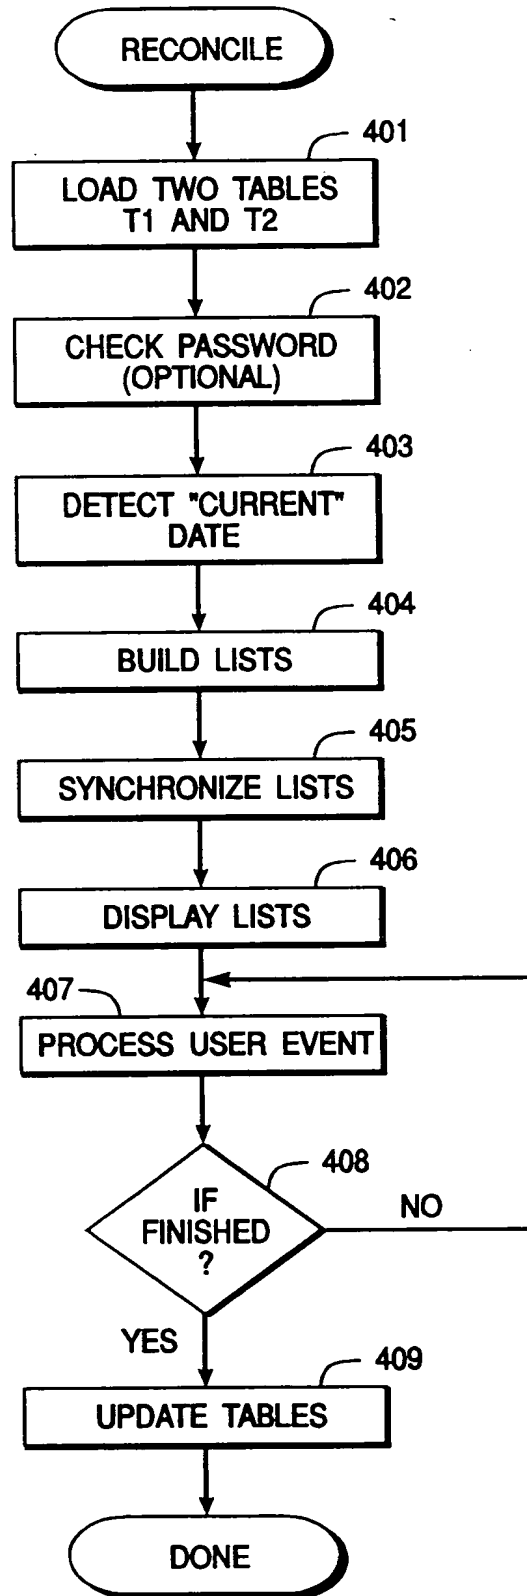 RECONCILE
401
LOAD TWO TABLES
T1 AND T2
402
CHECK PASSWORD
(OPTIONAL)
403
DETECT "CURRENT"
DATE
404
BUILD LISTS
405
SYNCHRONIZE LISTS
406
DISPLAY LISTS
407
PROCESS USER EVENT
408
IF
FINISHED
?
NO
YES
409
UPDATE TABLES
DONE